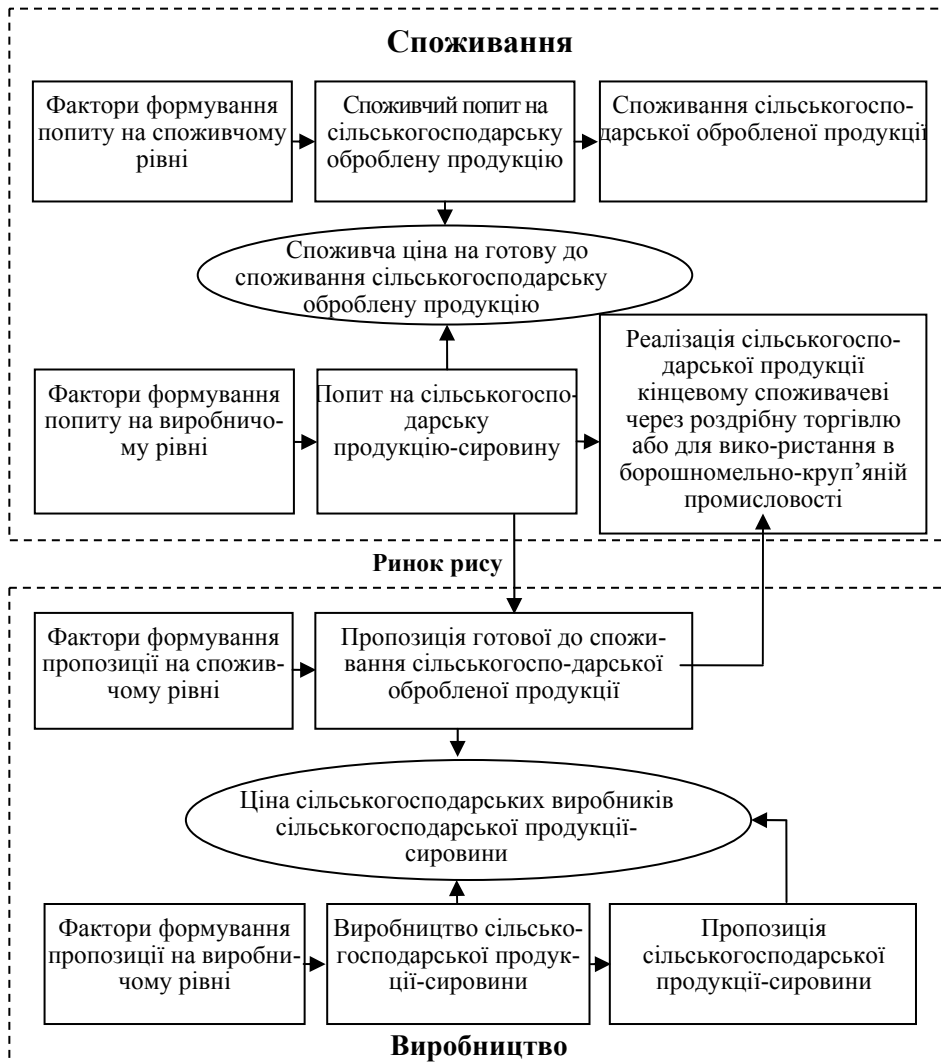 Споживання
Фактори формування
попиту на споживчому
рівні
Споживчий попит на
сільськогосподарську
оброблену продукцію
Споживання сільськогоспо-
дарської обробленої продукції
Споживча ціна на готову до
споживання сільськогосподарську
оброблену продукцію
Фактори формування
попиту на виробничо-
му рівні
Попит на сільськогоспо-
дарську
продукцію-сировину
Реалізація сільськогоспо-
дарської продукції
кінцевому споживачеві
через роздрібну торгівлю
або для вико-ристання в
борошномельно-круп’яній
промисловості
Ринок рису
Фактори формування
пропозиції на спожив-
чому рівні
Пропозиція готової до спожи-
вання сільськогоспо-дарської
обробленої продукції
Ціна сільськогосподарських виробників
сільськогосподарської продукції-
сировини
Фактори формування
пропозиції на виробни-
чому рівні
Виробництво сільсько-
господарської продук-
ції-сировини
Пропозиція
сільськогосподарської
продукції-сировини
Виробництво